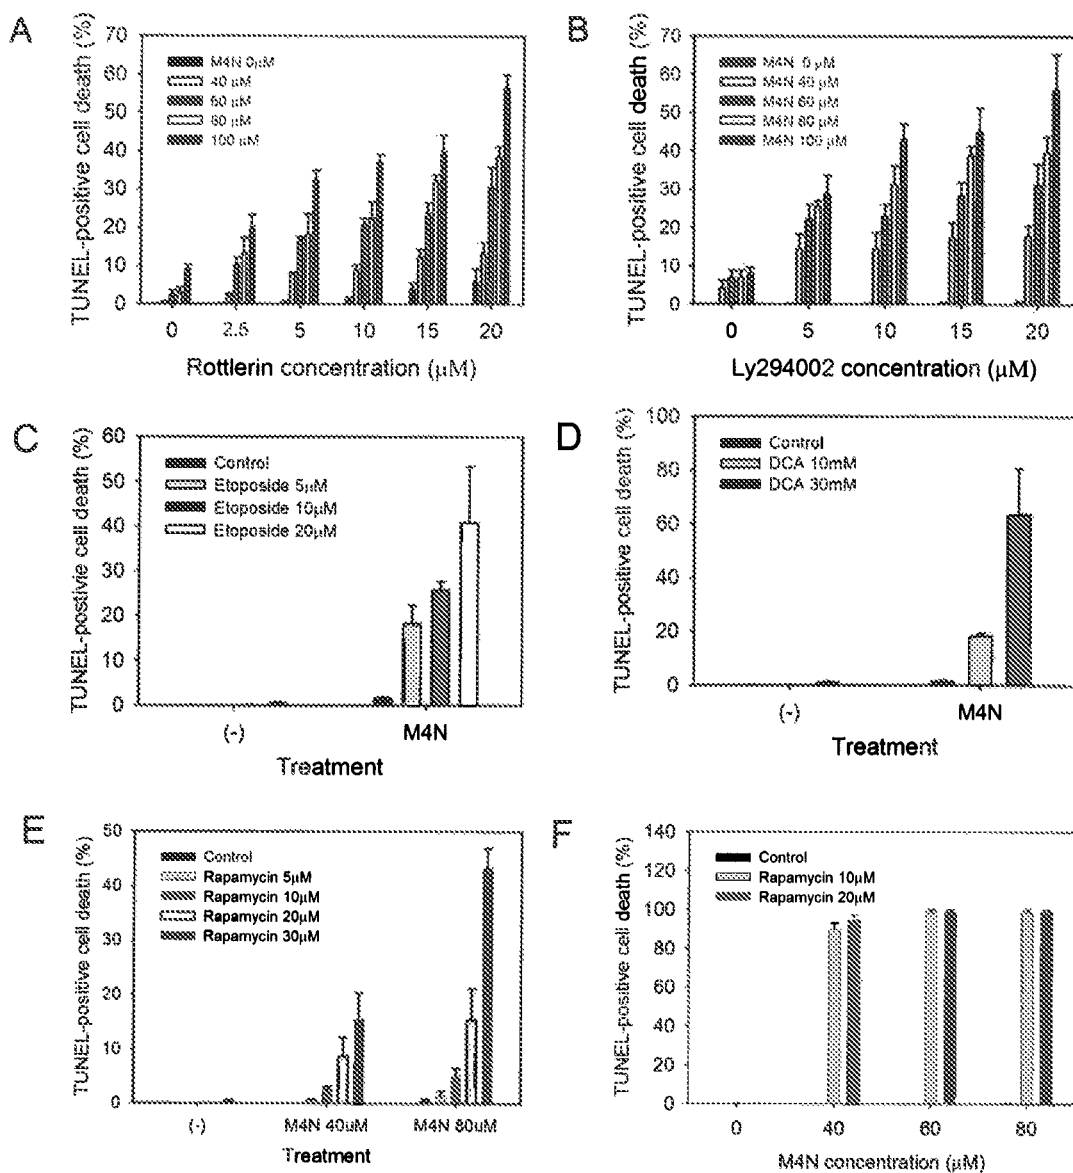 A
TUNEL-positive cell death (%)
70
60
50
40
30
20
10
0
M4N 0μM
40 μM
60 μM
80 μM
100 μM
0
2.5
5
10
15
20
Rottlerin concentration (μM)
B
TUNEL-positive cell death (%)
70
60
50
40
30
20
10
0
M4N 0 μM
M4N 40 μM
M4N 60 μM
M4N 80 μM
M4N 100 μM
0
5
10
15
20
Ly294002 concentration (μM)
C
TUNEL-postivie cell death (%)
60
50
40
30
20
10
0
Control
Etoposide 5μM
Etoposide 10μM
Etoposide 20μM
(-)
M4N
Treatment
D
TUNEL-positive cell death (%)
100
80
60
40
20
0
Control
DCA 10mM
DCA 30mM
(-)
M4N
Treatment
E
TUNEL-positive cell death (%)
50
40
30
20
10
0
Control
Rapamycin 5μM
Rapamycin 10μM
Rapamycin 20μM
Rapamycin 30μM
(-)
M4N 40uM
M4N 80uM
Treatment
F
TUNEL-positive cell death (%)
140
120
100
80
60
40
20
0
Control
Rapamycin 10μM
Rapamycin 20μM
0
40
60
80
M4N concentration (μM)